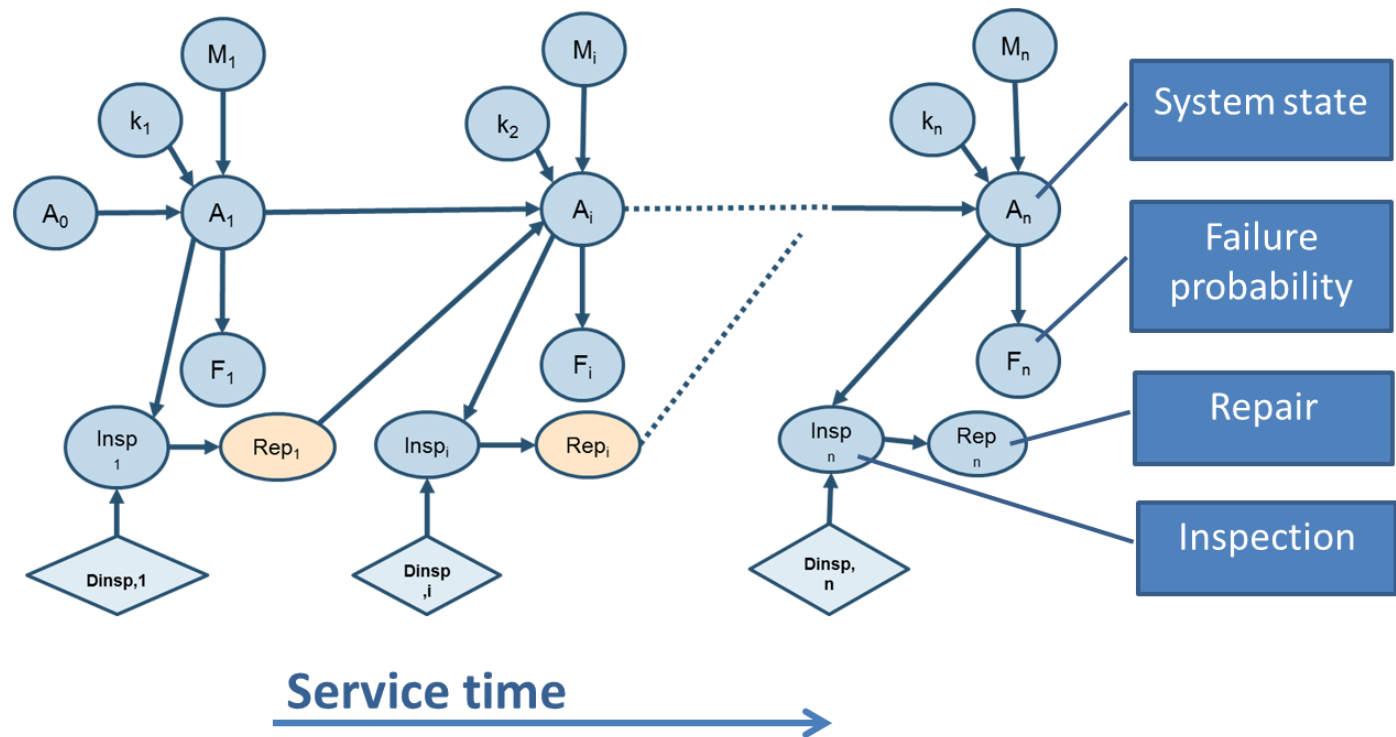 M1
Mi
Mn
k1
k2
kn
A0
A1
Ai
An
F1
Fi
Fn
Insp
1
Rep1
Inspi
Repi
Insp
n
Rep
n
Dinsp,1
Dinsp
,i
Dinsp,
n
System state
Failure
probability
Repair
Inspection
Service time